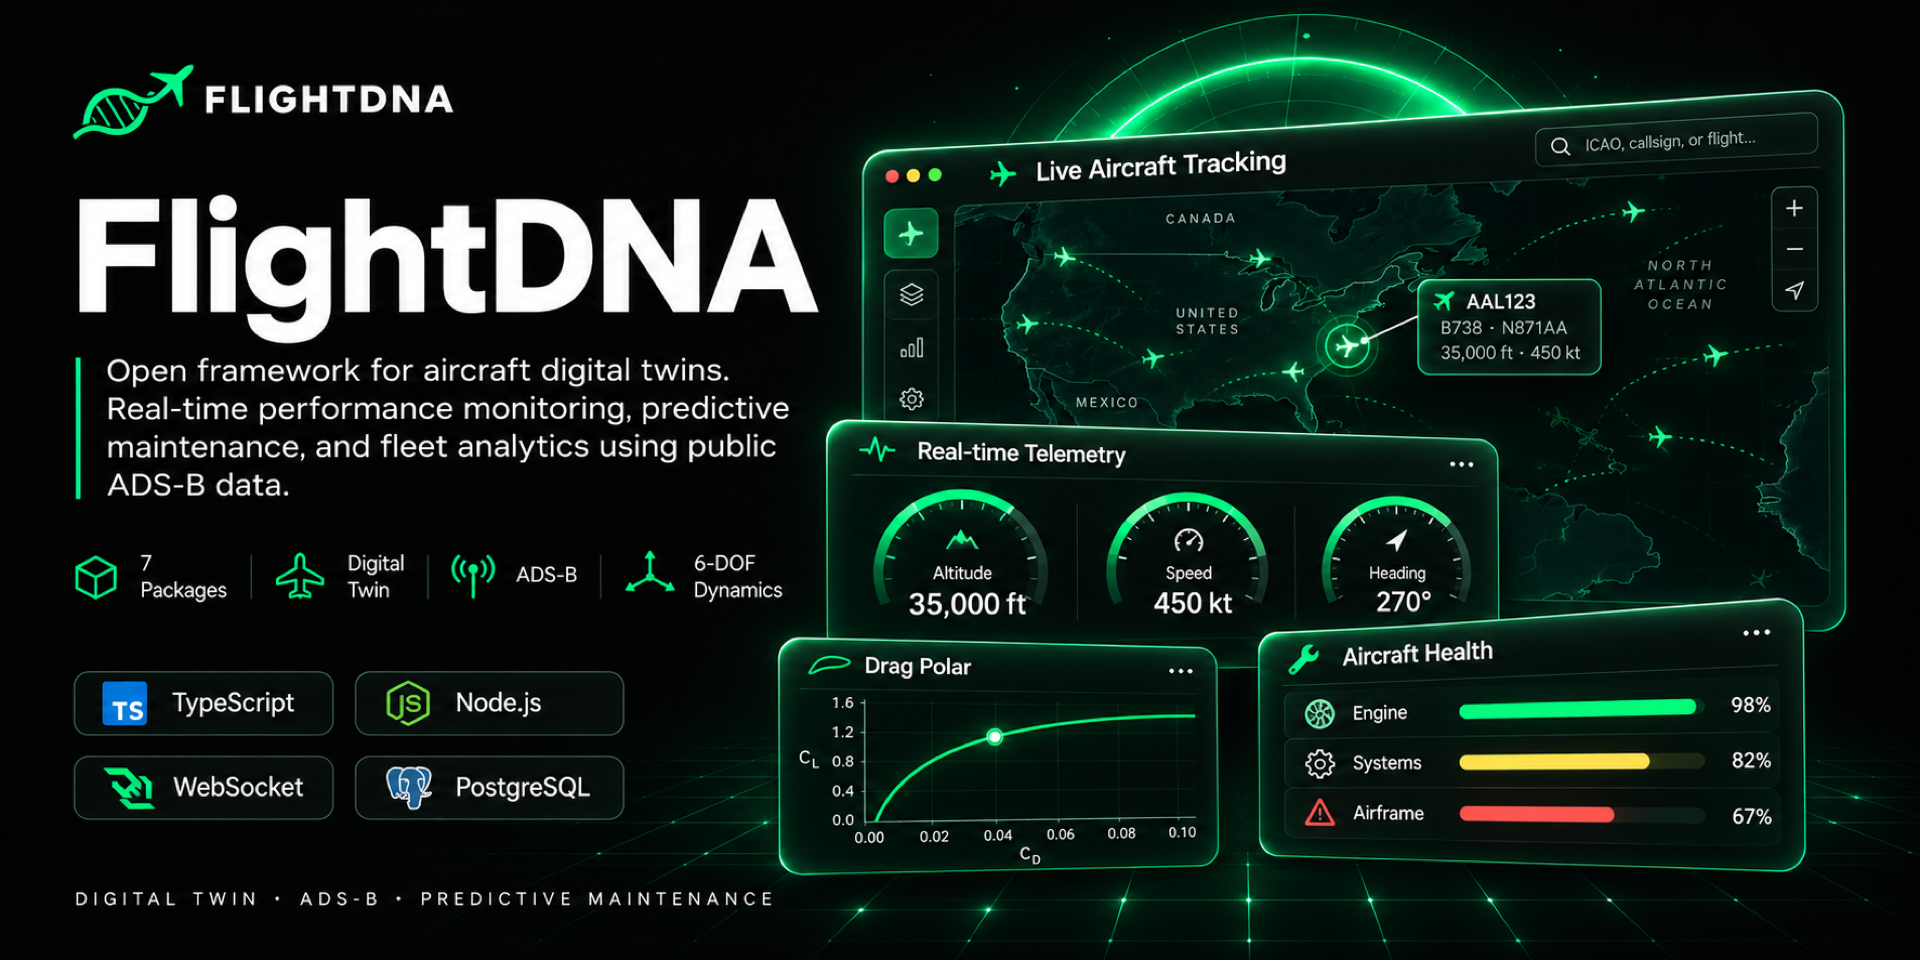 FLIGHTDNA
FlightDNA
Open framework for aircraft digital twins.
Real-time performance monitoring, predictive
maintenance, and fleet analytics using public
ADS-B data.
7
Packages
Digital
Twin
ADS-B
6-DOF
Dynamics
TS
TypeScript
JS
Node.js
WebSocket
PostgreSQL
DIGITAL TWIN • ADS-B • PREDICTIVE MAINTENANCE
Live Aircraft Tracking
ICAO, callsign, or flight...
CANADA
UNITED
STATES
MEXICO
NORTH
ATLANTIC
OCEAN
AAL123
B738 · N871AA
35,000 ft · 450 kt
Real-time Telemetry
Altitude
35,000 ft
Speed
450 kt
Heading
270°
Drag Polar
1.6
1.2
0.8
0.4
0.0
CL
0.00 0.02 0.04 0.06 0.08 0.10
CD
Aircraft Health
Engine 98%
Systems 82%
Airframe 67%